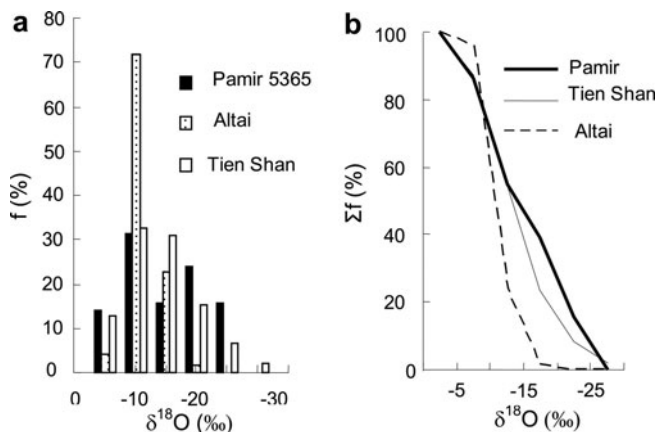 a
80
70
60
50
40
30
20
10
0
f (%)
Pamir 5365
Altai
Tien Shan
0 -10 -20 -30
δ¹⁸O (‰)
b
100
80
60
40
20
0
Σf (%)
Pamir
Tien Shan
Altai
-5 -15 -25
δ¹⁸O (‰)